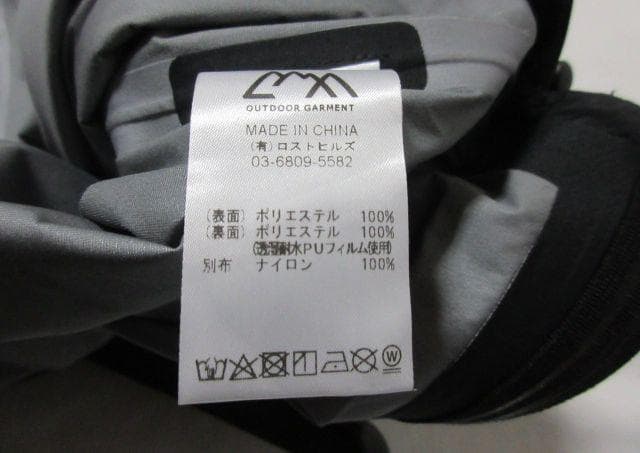 OUTDOOR GARMENT
MADE IN CHINA
(有)ロストヒルズ
03-6809-5582
(表面) ポリエステル 100%
(裏面) ポリエステル 100%
(透湿耐水PUフィルム使用)
別布 ナイロン 100%
W